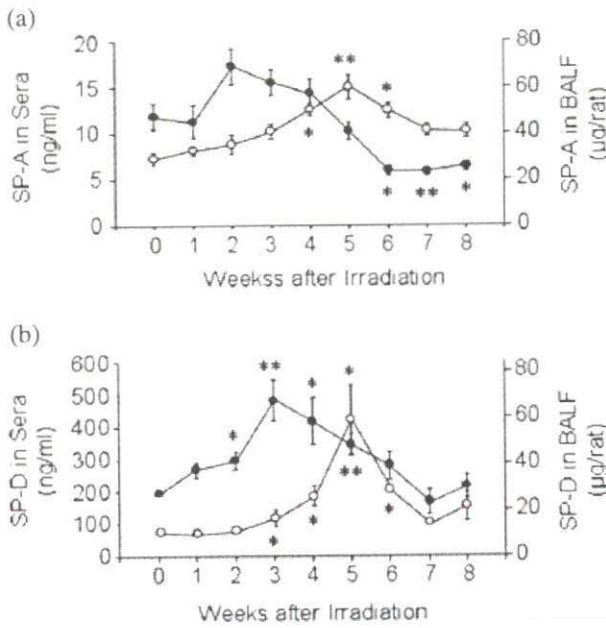 (a)
20
15
10
5
0
SP-A in Sera
(ng/ml)
** *
* * ** *
80
60
40
20
0
SP-A in BALF
(µg/rat)
0 1 2 3 4 5 6 7 8
Weekss after Irradiation
(b)
600
500
400
300
200
100
0
SP-D in Sera
(ng/ml)
* ** * *
* * ** *
80
60
40
20
0
SP-D in BALF
(µg/rat)
0 1 2 3 4 5 6 7 8
Weeks after Irradiation